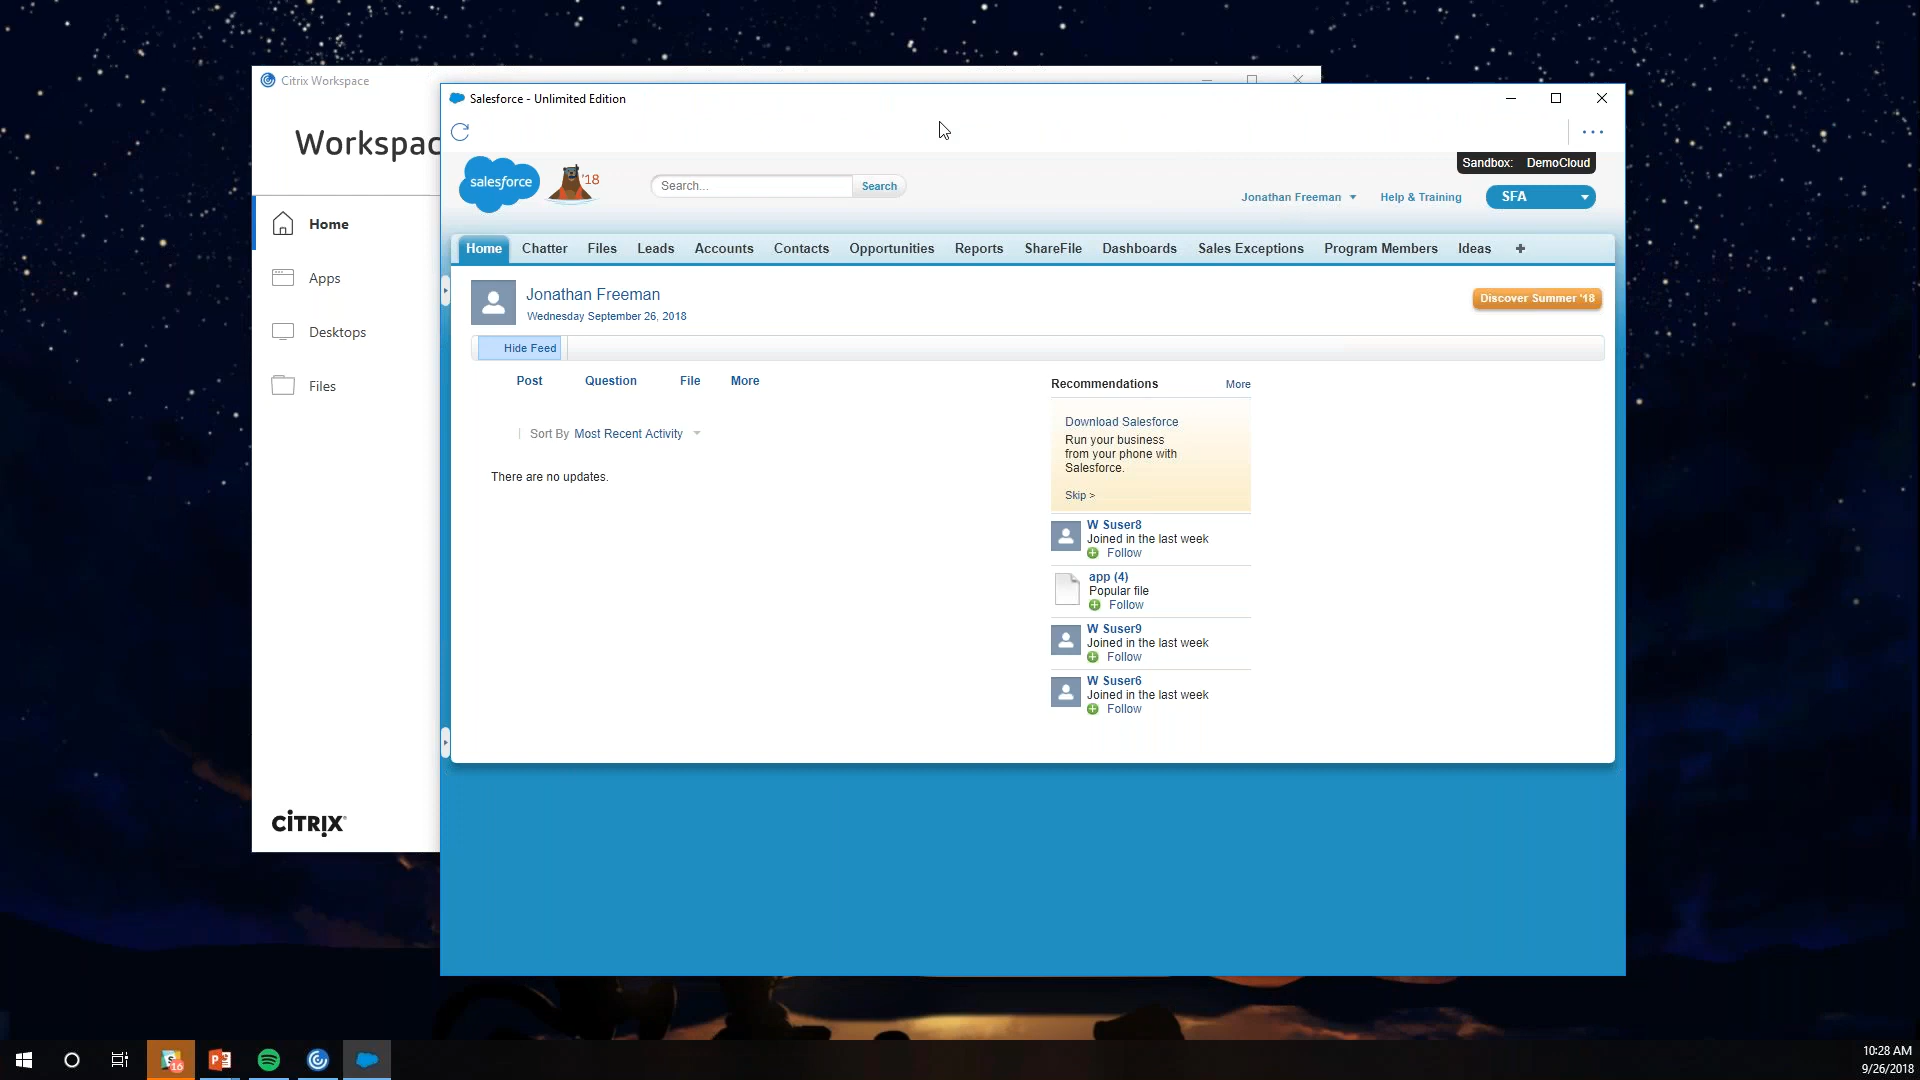 Citrix Workspace
Workspac
Home
Apps
Desktops
Files
CİTRIX
Salesforce - Unlimited Edition
salesforce
'18
Search...
Search
Sandbox: DemoCloud
Jonathan Freeman
Help & Training
SFA
Home Chatter Files Leads Accounts Contacts Opportunities Reports ShareFile Dashboards Sales Exceptions Program Members Ideas +
Jonathan Freeman
Wednesday September 26, 2018
Discover Summer '18
Hide Feed
Post Question File More
Sort By Most Recent Activity
There are no updates.
Recommendations More
Download Salesforce
Run your business
from your phone with
Salesforce.
Skip >
W Suser8
Joined in the last week
Follow
app (4)
Popular file
Follow
W Suser9
Joined in the last week
Follow
W Suser6
Joined in the last week
Follow
16
10:28 AM
9/26/2018